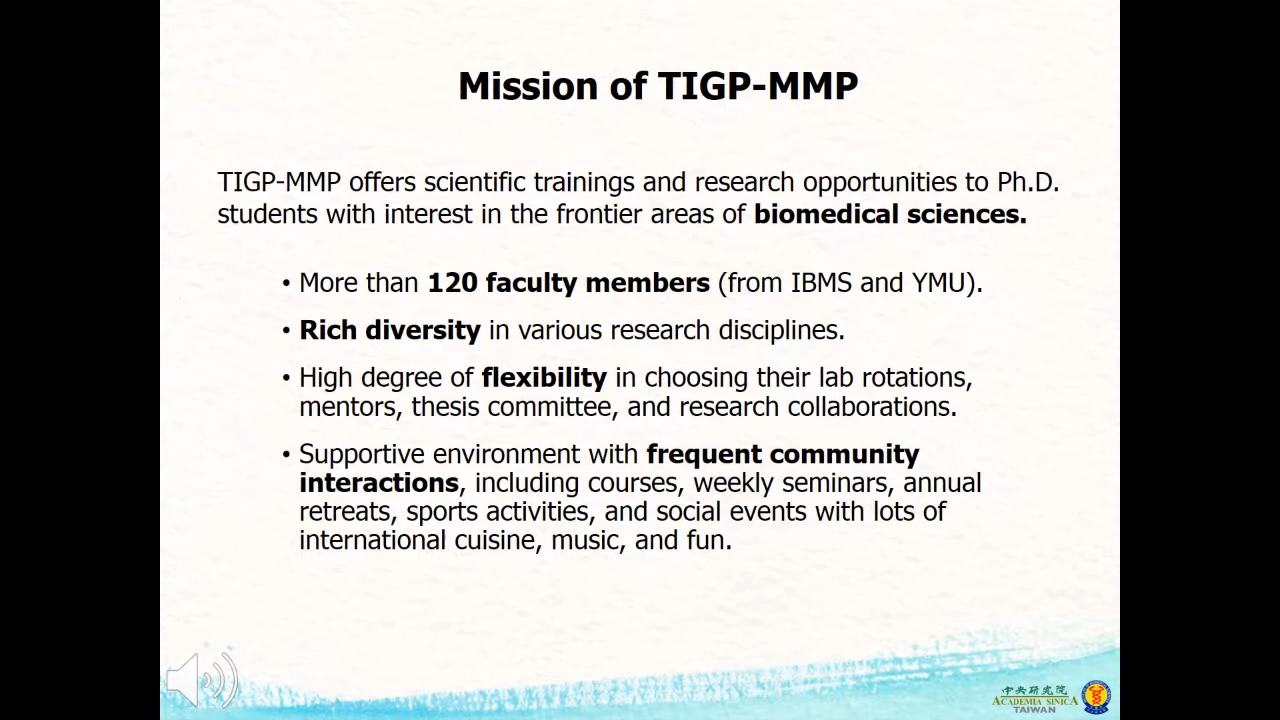 Mission of TIGP-MMP
TIGP-MMP offers scientific trainings and research opportunities to Ph.D.
students with interest in the frontier areas of biomedical sciences.
• More than 120 faculty members (from IBMS and YMU).
• Rich diversity in various research disciplines.
• High degree of flexibility in choosing their lab rotations,
mentors, thesis committee, and research collaborations.
• Supportive environment with frequent community
interactions, including courses, weekly seminars, annual
retreats, sports activities, and social events with lots of
international cuisine, music, and fun.
中央研究院
ACADEMIA SINICA
TAIWAN